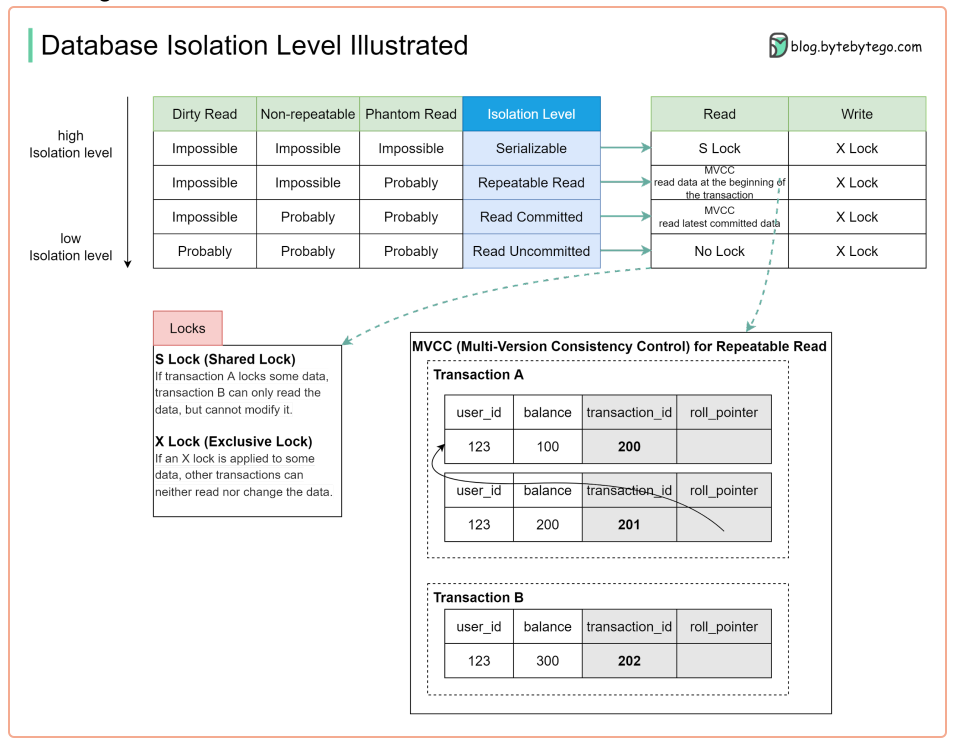 Database Isolation Level Illustrated
blog.bytebytego.com
high
Isolation level
low
Isolation level
Dirty Read Non-repeatable Phantom Read Isolation Level Read Write
Impossible Impossible Impossible Serializable S Lock X Lock
Impossible Impossible Probably Repeatable Read MVCC
read data at the beginning of
the transaction X Lock
Impossible Probably Probably Read Committed MVCC
read latest committed data X Lock
Probably Probably Probably Read Uncommitted No Lock X Lock
Locks
S Lock (Shared Lock)
If transaction A locks some data,
transaction B can only read the
data, but cannot modify it.
X Lock (Exclusive Lock)
If an X lock is applied to some
data, other transactions can
neither read nor change the data.
MVCC (Multi-Version Consistency Control) for Repeatable Read
Transaction A
user_id balance transaction_id roll_pointer
123 100 200
user_id balance transaction_id roll_pointer
123 200 201
Transaction B
user_id balance transaction_id roll_pointer
123 300 202